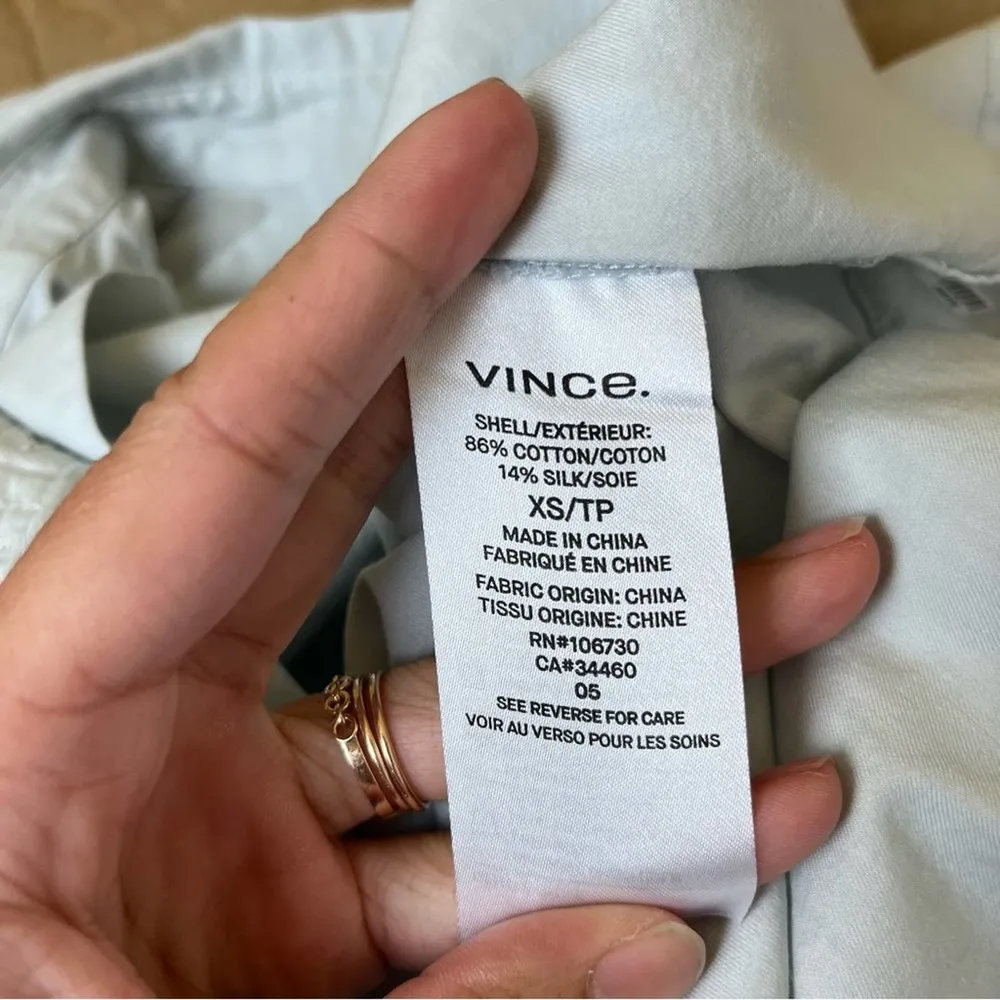 VINCE.
SHELL/EXTÉRIEUR:
86% COTTON/COTON
14% SILK/SOIE
XS/TP
MADE IN CHINA
FABRIQUÉ EN CHINE
FABRIC ORIGIN: CHINA
TISSU ORIGINE: CHINE
RN#106730
CA#34460
05
SEE REVERSE FOR CARE
VOIR AU VERSO POUR LES SOINS